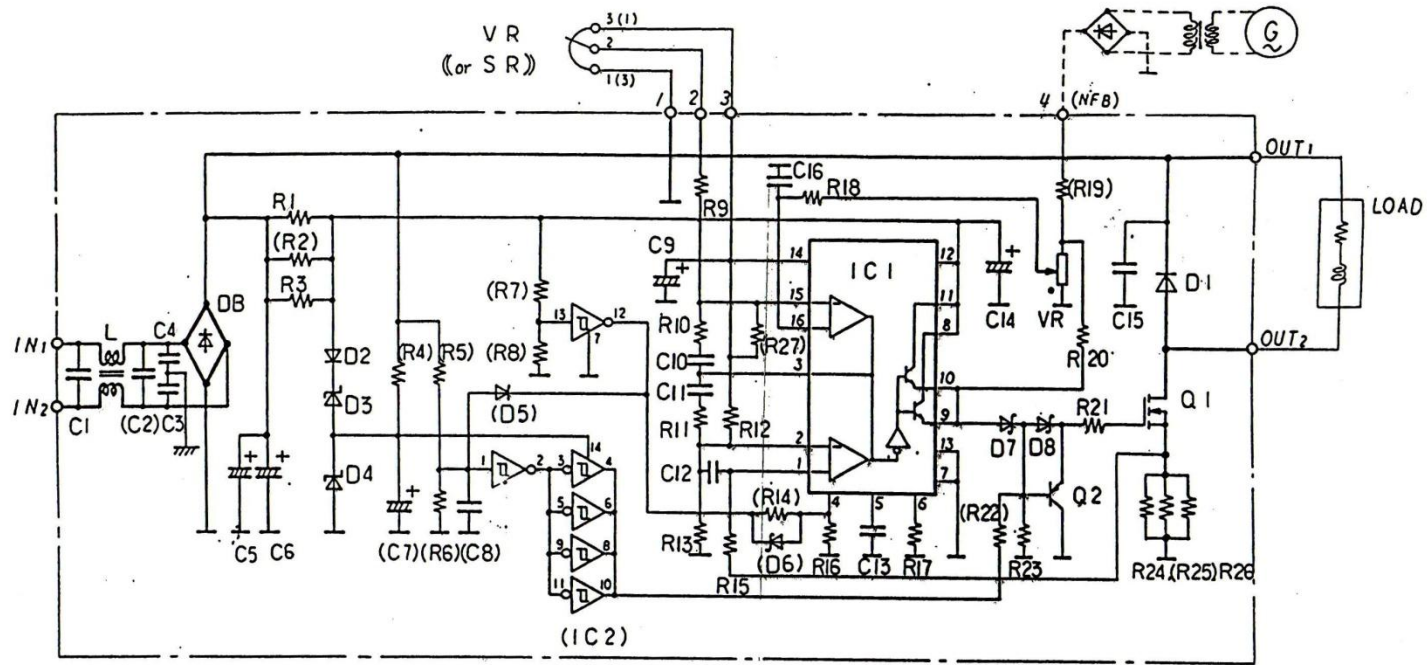 3(1)
VR
2
((or SR))
1(3)
G
1
2
3
4
(NFB)
OUT1
C16
R18
(R19)
R1
R9
LOAD
(R2)
C9
14
IC1
12
R3
(R7)
15
11
DB
13
12
16
8
C14
VR
C15
D1
L
C4
R10
7
(R8)
(R27)
R20
OUT2
IN1
D2
(R4)
(R5)
C10
3
10
C11
9
R21
Q1
IN2
D3
(D5)
R11
R12
2
D7
D8
C1
(C2)
C3
14
13
D4
1
2
3
4
C12
1
7
Q2
5
6
(R14)
4
5
6
(R22)
C5
C6
(C7)
(R6)
(C8)
9
8
R13
(D6)
R16
C13
R17
R23
R24,(R25)R26
11
10
R15
(IC2)